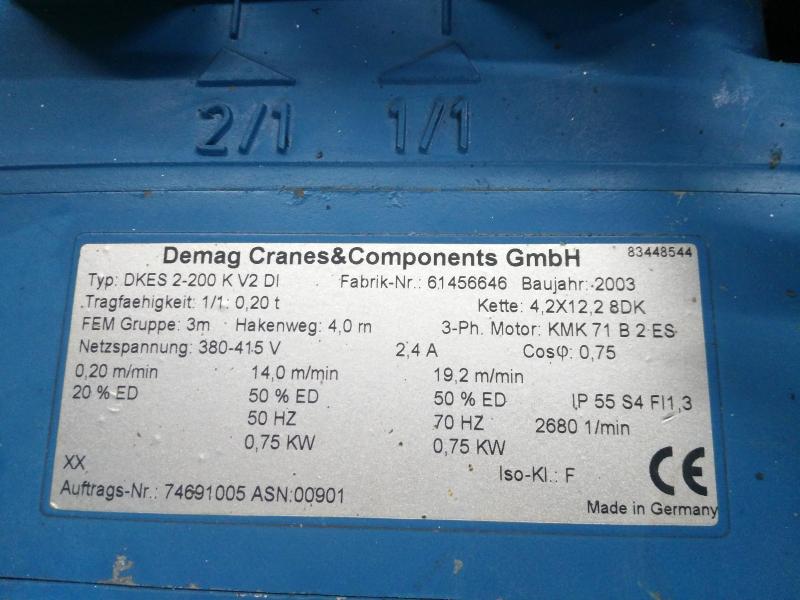 2/1 1/1
Demag Cranes&Components GmbH 83448544
Typ: DKES 2-200 K V2 DI Fabrik-Nr.: 61456646 Baujahr: 2003
Tragfaehigkeit: 1/1: 0,20 t Kette: 4,2X12,2 8DK
FEM Gruppe: 3m Hakenweg: 4,0 m 3-Ph. Motor: KMK 71 B 2 ES
Netzspannung: 380-415 V 2,4 A Cosφ: 0,75
0,20 m/min 14,0 m/min 19,2 m/min
20 % ED 50 % ED 50 % ED IP 55 S4 FI1,3
50 HZ 70 HZ 2680 1/min
0,75 KW 0,75 KW
XX Iso-Kl.: F CE
Auftrags-Nr.: 74691005 ASN:00901
Made in Germany